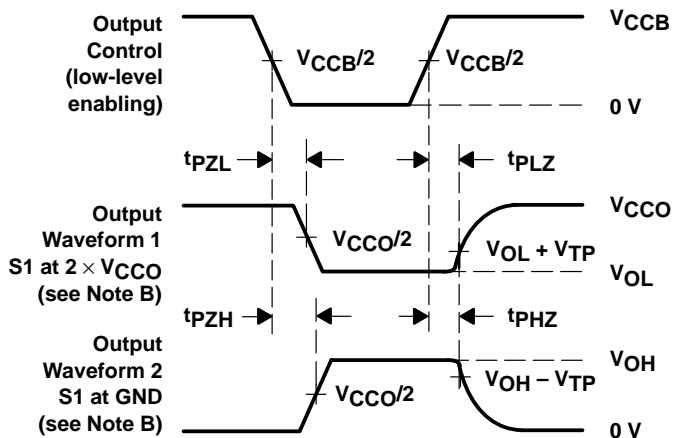 Output
Control
(low-level
enabling)
VCCB/2
VCCB/2
VCCB
0 V
tPZL
tPLZ
Output
Waveform 1
S1 at 2 × VCCO
(see Note B)
VCCO/2
VCCO
VOL + VTP
VOL
tPZH
tPHZ
Output
Waveform 2
S1 at GND
(see Note B)
VCCO/2
VOH
VOH − VTP
0 V